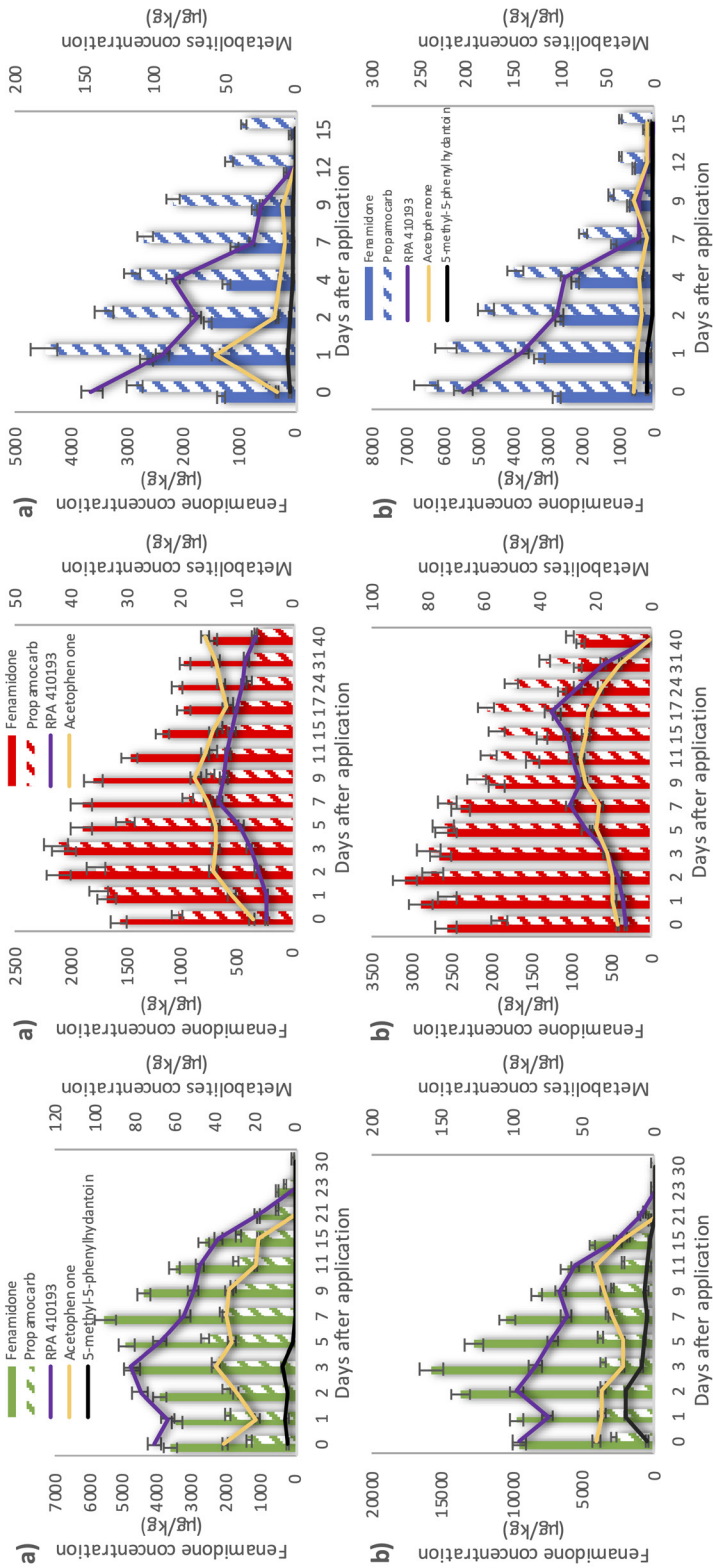 a)
Fenamidone
Propamocarb
RPA 410193
Acetophenone
5-methyl-5-phenylhydantoin
Fenamidone concentration
(µg/kg)
7000
6000
5000
4000
3000
2000
1000
0
120
100
80
60
40
20
0
Metabolites concentration
(µg/kg)
0 1 2 3 5 7 9 11 15 21 23 30
Days after application
a)
Fenamidone
Propamocarb
RPA 410193
Acetophenone
Fenamidone concentration
(µg/kg)
2500
2000
1500
1000
500
0
50
40
30
20
10
0
Metabolites concentration
(µg/kg)
0 1 2 3 5 7 9 11 15 17 24 31 40
Days after application
a)
Fenamidone concentration
(µg/kg)
5000
4000
3000
2000
1000
0
200
150
100
50
0
Metabolites concentration
(µg/kg)
0 1 2 4 7 9 12 15
Days after application
b)
Fenamidone concentration
(µg/kg)
20000
15000
10000
5000
0
200
150
100
50
0
Metabolites concentration
(µg/kg)
0 1 2 3 5 7 9 11 15 21 23 30
Days after application
b)
Fenamidone concentration
(µg/kg)
3500
3000
2500
2000
1500
1000
500
0
100
80
60
40
20
0
Metabolites concentration
(µg/kg)
0 1 2 3 5 7 9 11 15 17 24 31 40
Days after application
b)
Fenamidone
Propamocarb
RPA 410193
Acetophenone
5-methyl-5-phenylhydantoin
Fenamidone concentration
(µg/kg)
8000
7000
6000
5000
4000
3000
2000
1000
0
300
250
200
150
100
50
0
Metabolites concentration
(µg/kg)
0 1 2 4 7 9 12 15
Days after application